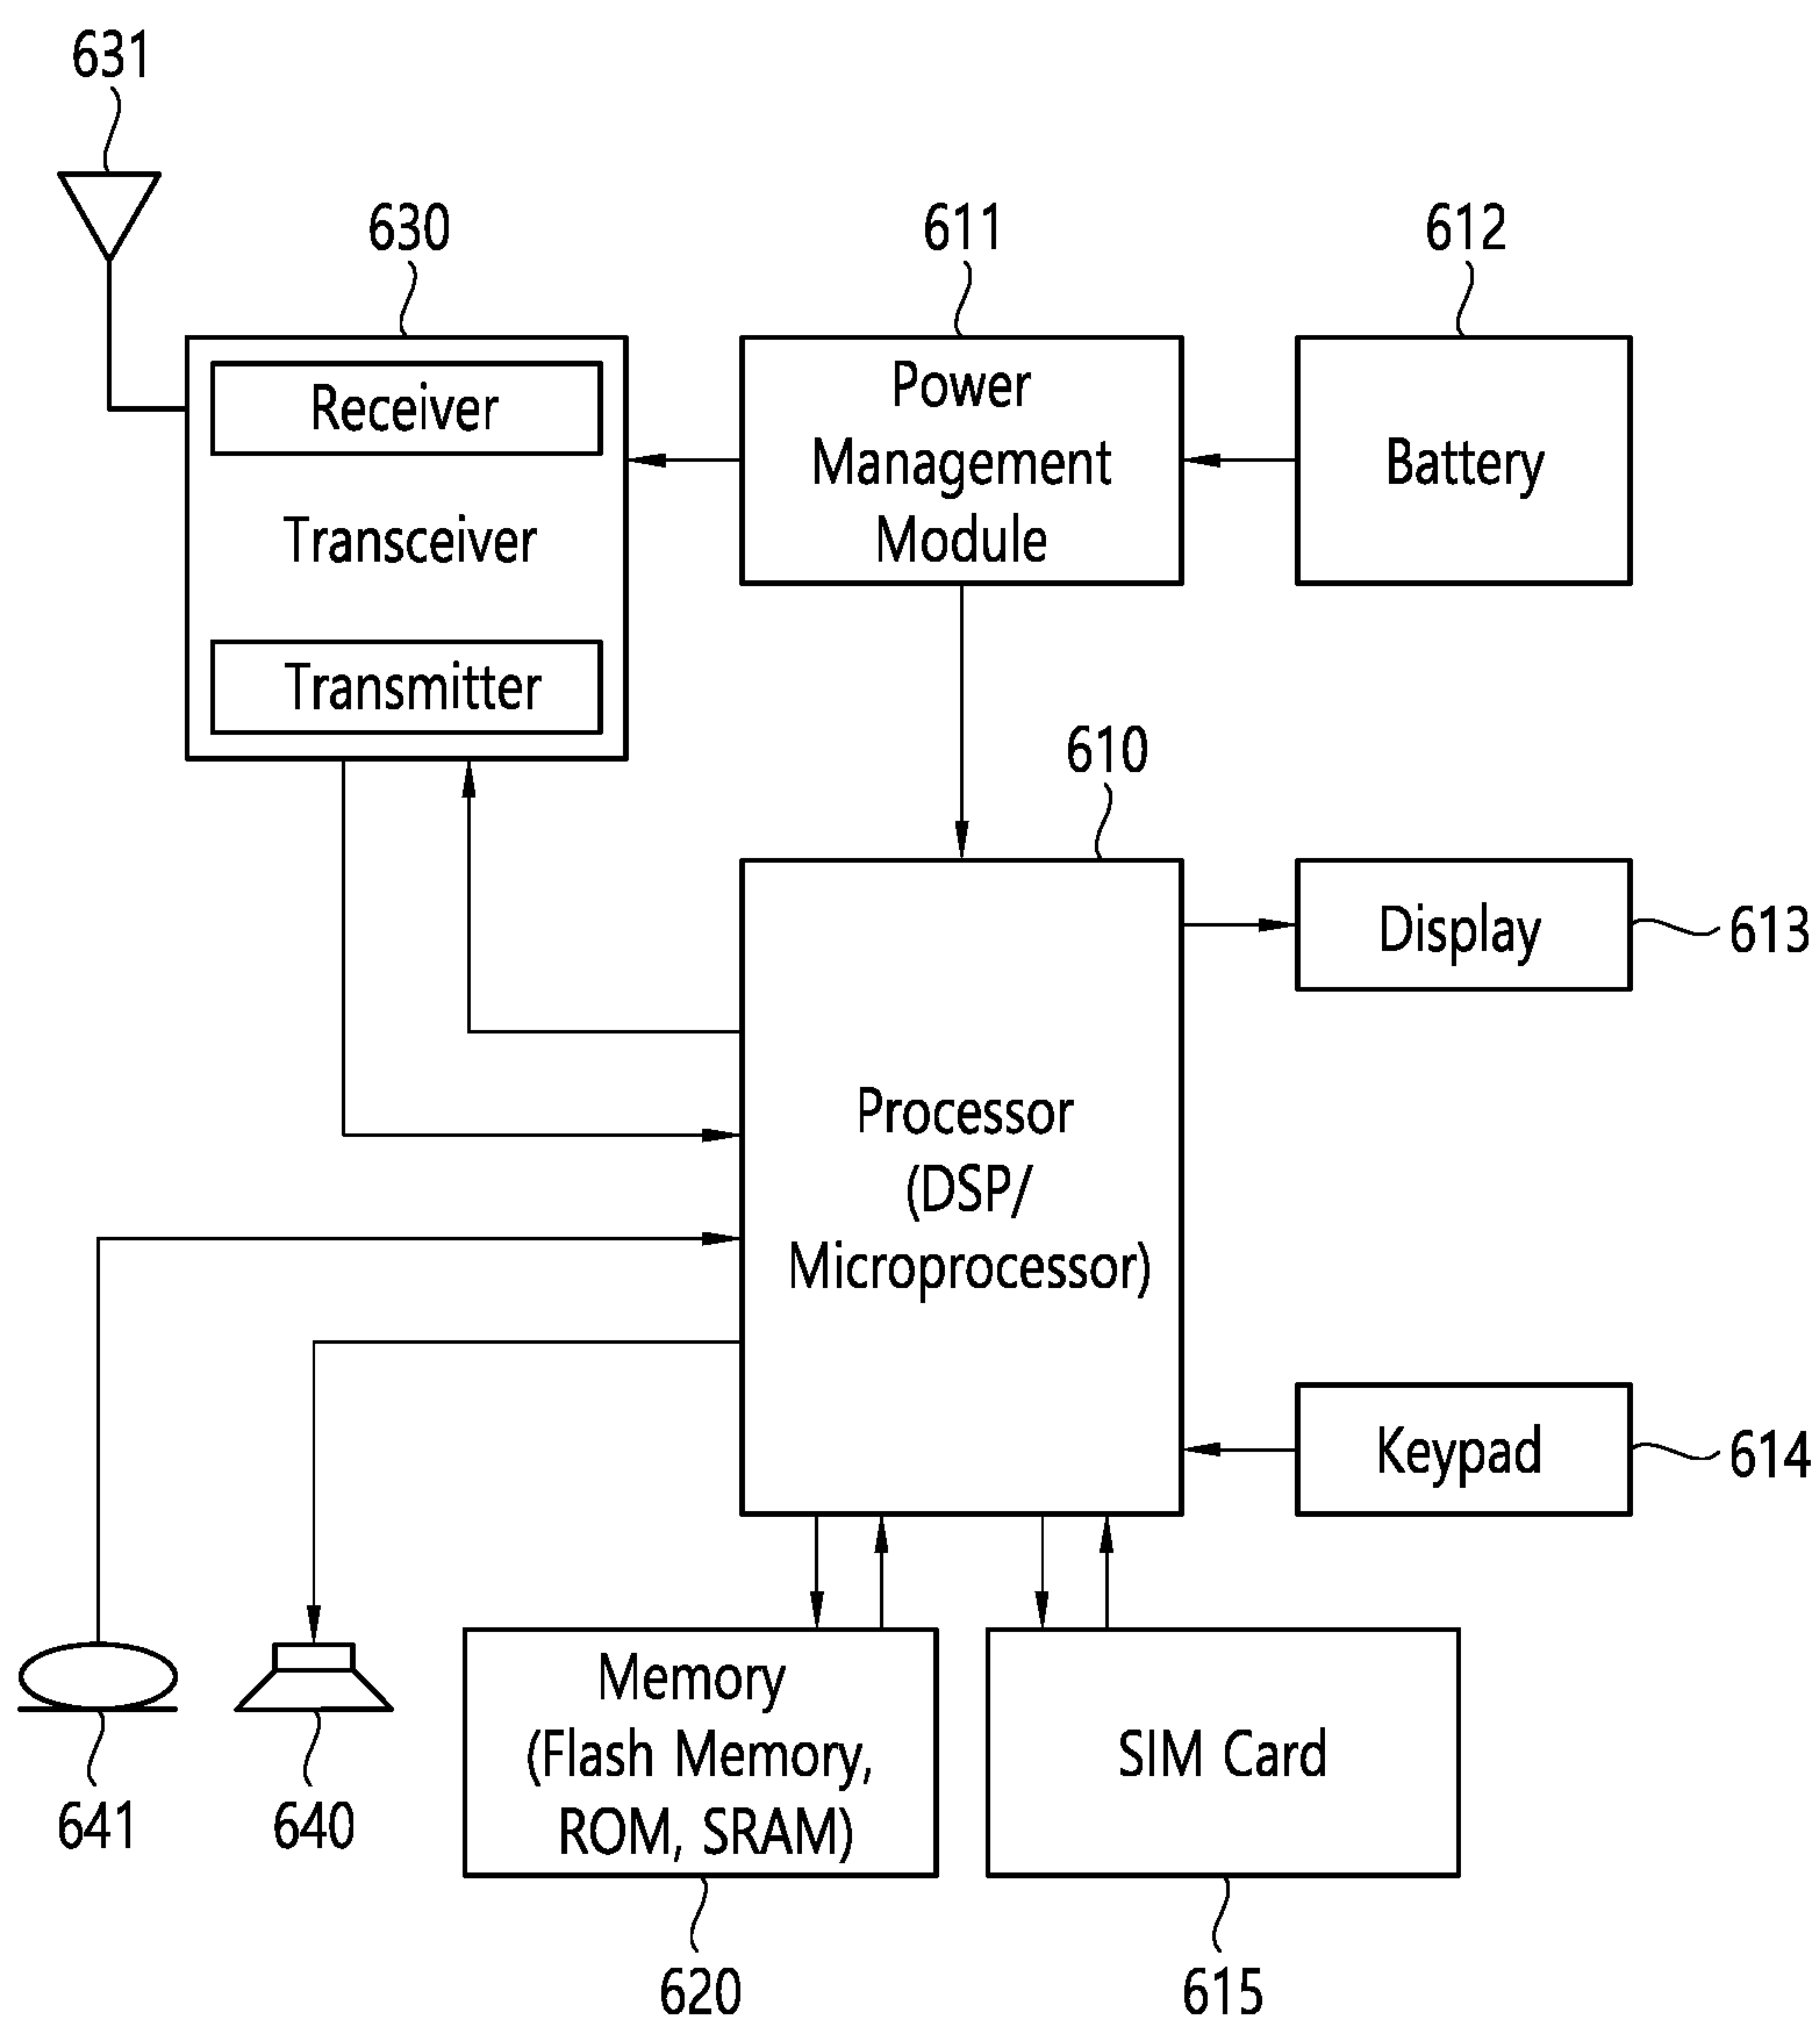 631
630
611
612
Receiver
Transceiver
Transmitter
Power
Management
Module
Battery
610
Display
613
Processor
(DSP/
Microprocessor)
Keypad
614
641
640
Memory
(Flash Memory,
ROM, SRAM)
SIM Card
620
615